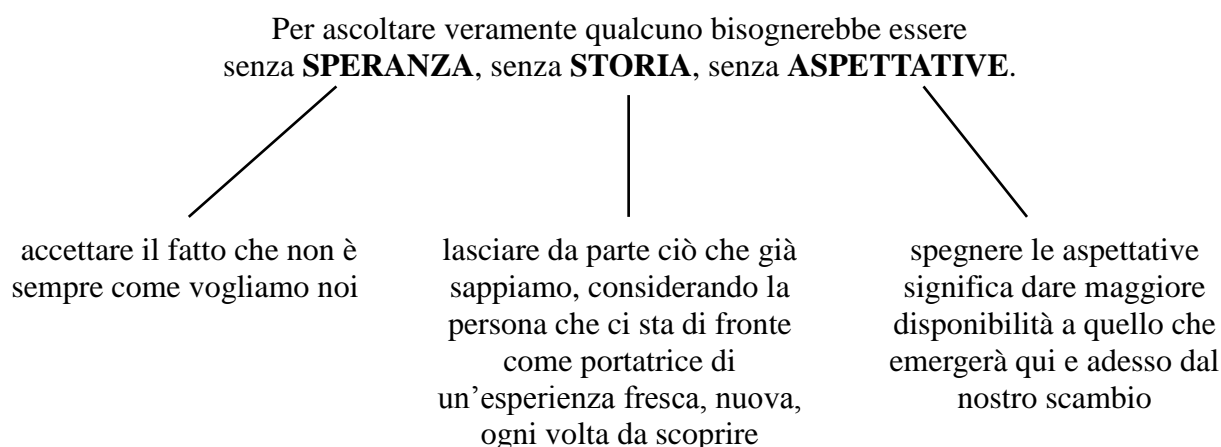 Per ascoltare veramente qualcuno bisognerebbe essere
senza SPERANZA, senza STORIA, senza ASPETTATIVE.
accettare il fatto che non è
sempre come vogliamo noi
lasciare da parte ciò che già
sappiamo, considerando la
persona che ci sta di fronte
come portatrice di
un’esperienza fresca, nuova,
ogni volta da scoprire
spegnere le aspettative
significa dare maggiore
disponibilità a quello che
emergerà qui e adesso dal
nostro scambio